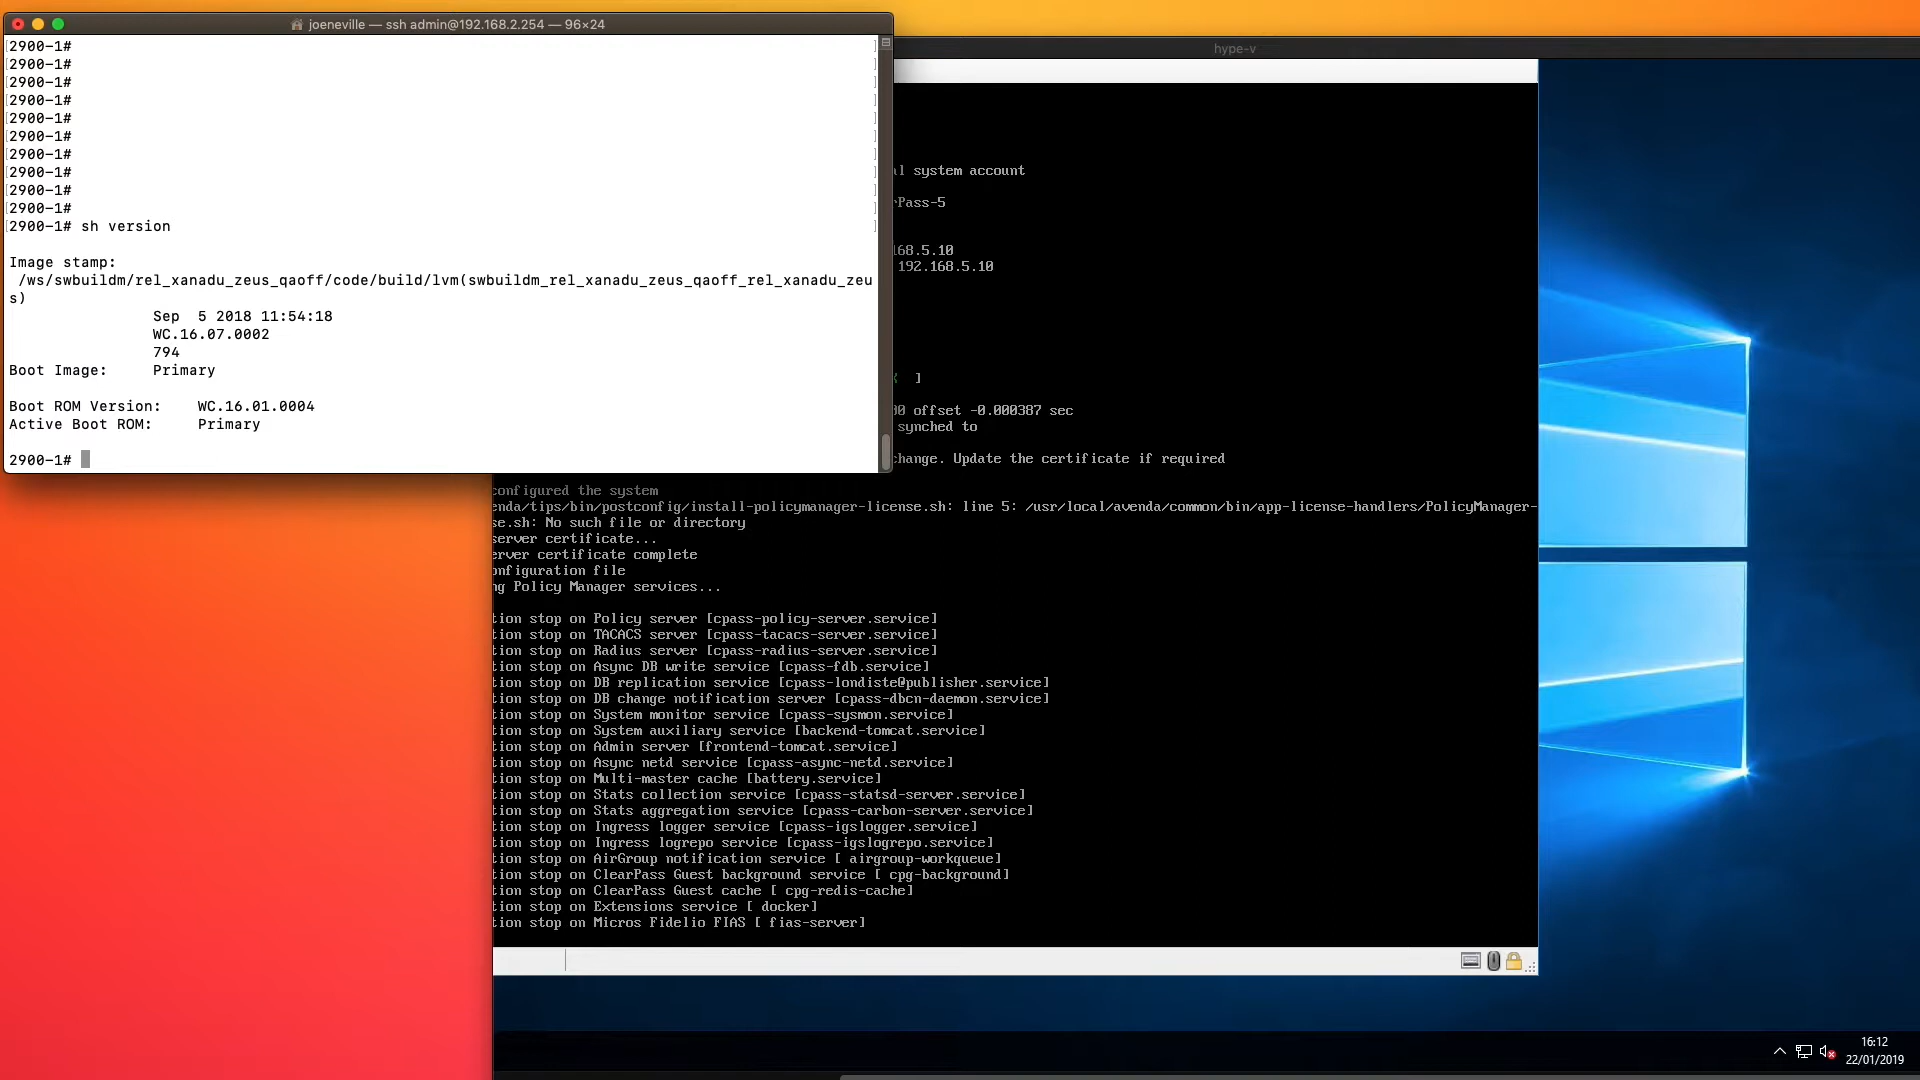 joeneville — ssh admin@192.168.2.254 — 96×24
[2900-1#
[2900-1#
[2900-1#
[2900-1#
[2900-1#
[2900-1#
[2900-1#
[2900-1#
[2900-1#
[2900-1#
[2900-1# sh version
Image stamp:
/ws/swbuildm/rel_xanadu_zeus_qaoff/code/build/lvm(swbuildm_rel_xanadu_zeus_qaoff_rel_xanadu_zeu
s)
Sep  5 2018 11:54:18
WC.16.07.0002
794
Boot Image:     Primary
Boot ROM Version:    WC.16.01.0004
Active Boot ROM:     Primary
2900-1#
hype-v
l system account
Pass-5
168.5.10
192.168.5.10
]
0 offset -0.000387 sec
synched to
change. Update the certificate if required
configured the system
enda/tips/bin/postconfig/install-policymanager-license.sh: line 5: /usr/local/avenda/common/bin/app-license-handlers/PolicyManager-
se.sh: No such file or directory
server certificate...
erver certificate complete
onfiguration file
ng Policy Manager services...
tion stop on Policy server [cpass-policy-server.service]
tion stop on TACACS server [cpass-tacacs-server.service]
tion stop on Radius server [cpass-radius-server.service]
tion stop on Async DB write service [cpass-fdb.service]
tion stop on DB replication service [cpass-londiste@publisher.service]
tion stop on DB change notification server [cpass-dbcn-daemon.service]
tion stop on System monitor service [cpass-sysmon.service]
tion stop on System auxiliary service [backend-tomcat.service]
tion stop on Admin server [frontend-tomcat.service]
tion stop on Async netd service [cpass-async-netd.service]
tion stop on Multi-master cache [battery.service]
tion stop on Stats collection service [cpass-statsd-server.service]
tion stop on Stats aggregation service [cpass-carbon-server.service]
tion stop on Ingress logger service [cpass-igslogger.service]
tion stop on Ingress logrepo service [cpass-igslogrepo.service]
tion stop on AirGroup notification service [ airgroup-workqueue]
tion stop on ClearPass Guest background service [ cpg-background]
tion stop on ClearPass Guest cache [ cpg-redis-cache]
tion stop on Extensions service [ docker]
tion stop on Micros Fidelio FIAS [ fias-server]
16:12
22/01/2019